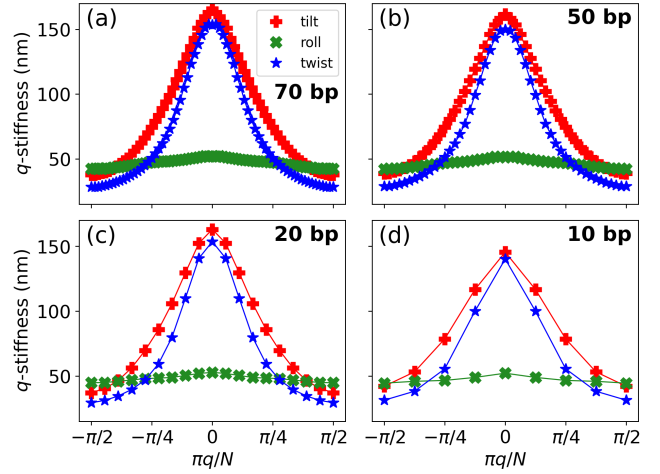 (a)
tilt
roll
twist
70 bp
(b)
50 bp
150
100
50
q-stiffness (nm)
(c)
20 bp
(d)
10 bp
150
100
50
q-stiffness (nm)
−π/2
−π/4
0
π/4
π/2
−π/2
−π/4
0
π/4
π/2
πq/N
πq/N